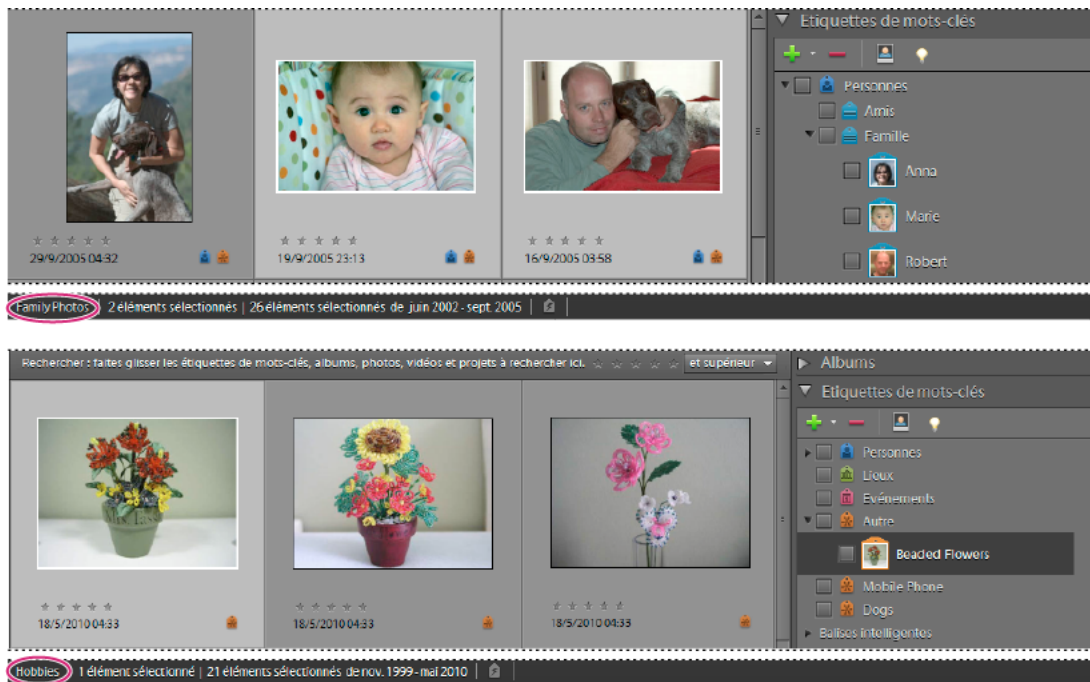 Etiquettes de mots-clés
Personnes
Amis
Famille
Anna
Marie
Robert
29/9/2005 04:32
19/9/2005 23:13
16/9/2005 03:58
Family Photos | 2 éléments sélectionnés | 26 éléments sélectionnés de juin 2002 - sept. 2005
Rechercher : faites glisser les étiquettes de mots-clés, albums, photos, vidéos et projets à rechercher ici. et supérieur
Albums
Etiquettes de mots-clés
Personnes
Lieux
Evénements
Autre
Beaded Flowers
Mobile Phone
Dogs
Balises intelligentes
18/5/2010 04:33
18/5/2010 04:33
18/5/2010 04:33
Hobbies | 1 élément sélectionné | 21 éléments sélectionnés de nov. 1999 - mai 2010